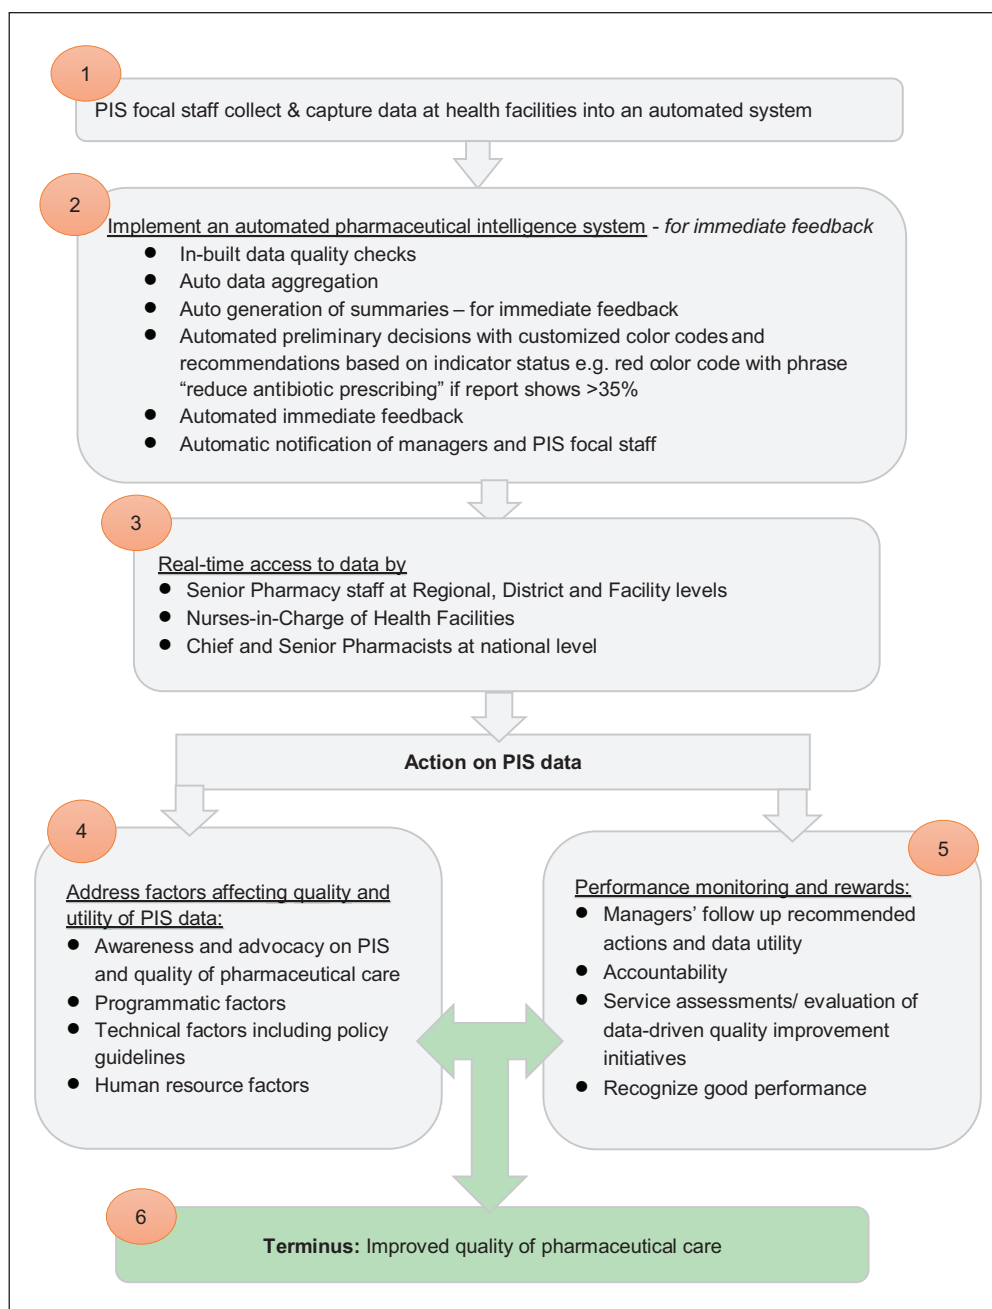 1
PIS focal staff collect & capture data at health facilities into an automated system
2
Implement an automated pharmaceutical intelligence system - for immediate feedback
● In-built data quality checks
● Auto data aggregation
● Auto generation of summaries – for immediate feedback
● Automated preliminary decisions with customized color codes and
recommendations based on indicator status e.g. red color code with phrase
“reduce antibiotic prescribing” if report shows >35%
● Automated immediate feedback
● Automatic notification of managers and PIS focal staff
3
Real-time access to data by
● Senior Pharmacy staff at Regional, District and Facility levels
● Nurses-in-Charge of Health Facilities
● Chief and Senior Pharmacists at national level
Action on PIS data
4
Address factors affecting quality and
utility of PIS data:
● Awareness and advocacy on PIS
and quality of pharmaceutical care
● Programmatic factors
● Technical factors including policy
guidelines
● Human resource factors
5
Performance monitoring and rewards:
● Managers’ follow up recommended
actions and data utility
● Accountability
● Service assessments/ evaluation of
data-driven quality improvement
initiatives
● Recognize good performance
6
Terminus: Improved quality of pharmaceutical care